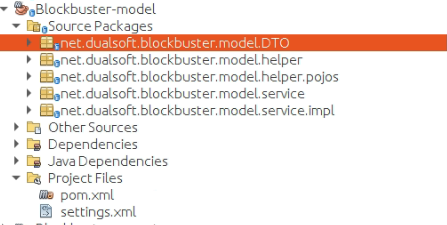 Blockbuster-model
Source Packages
net.dualsoft.blockbuster.model.DTO
net.dualsoft.blockbuster.model.helper
net.dualsoft.blockbuster.model.helper.pojos
net.dualsoft.blockbuster.model.service
net.dualsoft.blockbuster.model.service.impl
Other Sources
Dependencies
Java Dependencies
Project Files
pom.xml
settings.xml